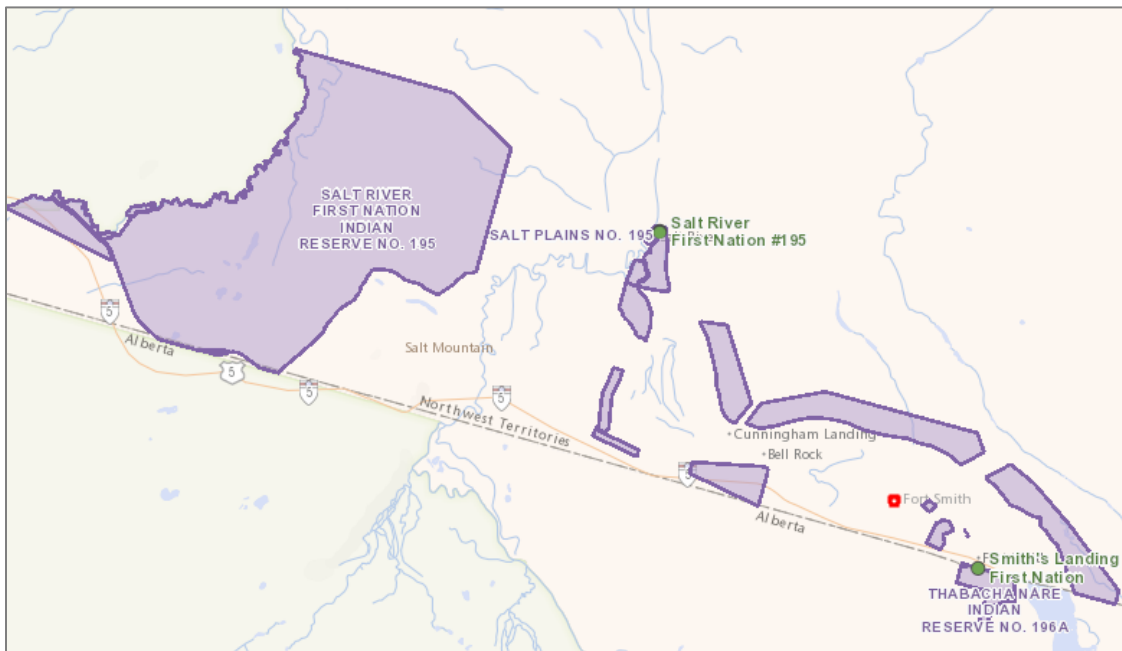 SALT RIVER
FIRST NATION
INDIAN
RESERVE NO. 195
SALT PLAINS NO. 195
Salt River
First Nation #195
5
Alberta
5
5
Salt Mountain
5
Northwest Territories
Cunningham Landing
Bell Rock
5
Alberta
Fort Smith
Smith's Landing
First Nation
THABACHA NARE
INDIAN
RESERVE NO. 196A